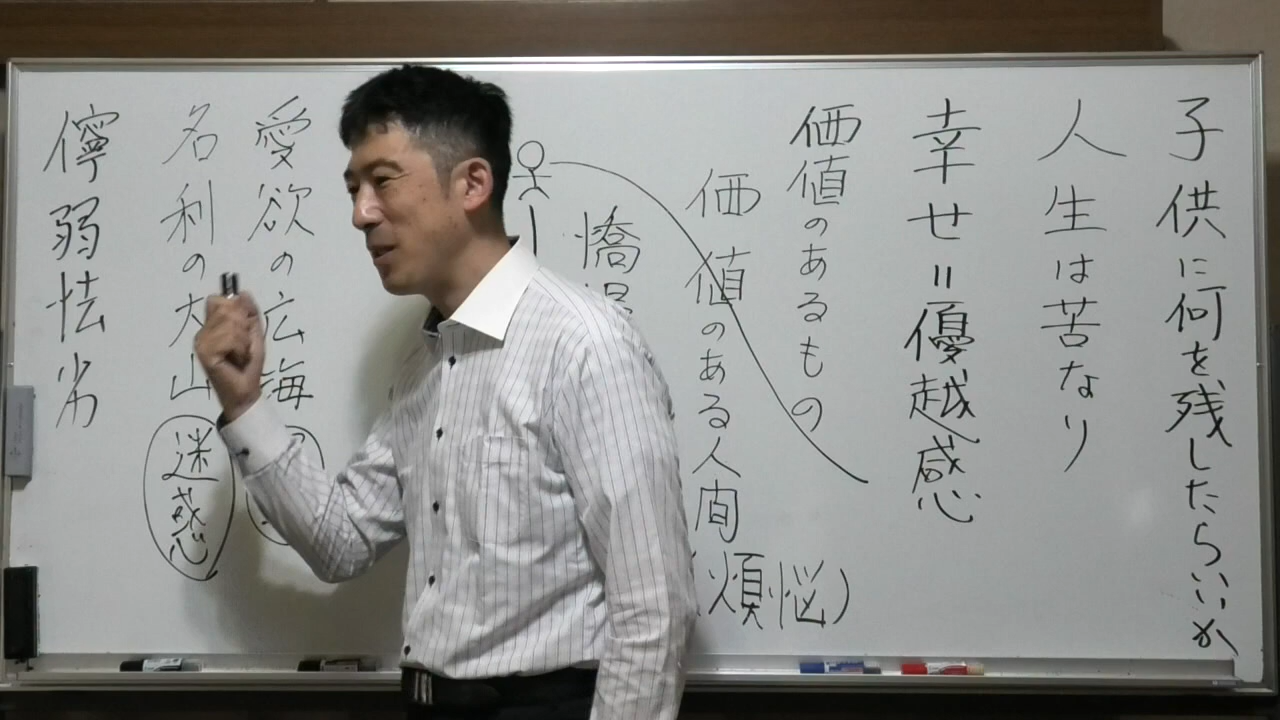 子供に何を残したらいいか
人生は苦なり
幸せ=優越感
価値のあるもの
価値のある人間
(煩悩)
憍
愛欲の広海
名利の大山
迷惑
儜弱怯劣